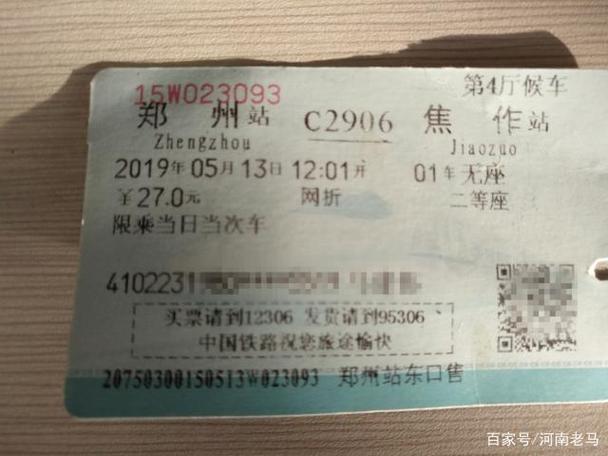 第4厅候车
15W023093
郑州站 C2906 焦作站
Zhengzhou Jiaozuo
2019年05月13日 12:01开 01车无座
¥27.0元 网折 二等座
限乘当日当次车
4102231
买票请到12306 发货请到95306
中国铁路祝您旅途愉快
20750300150513W023093 郑州站东口售
百家号/河南老马